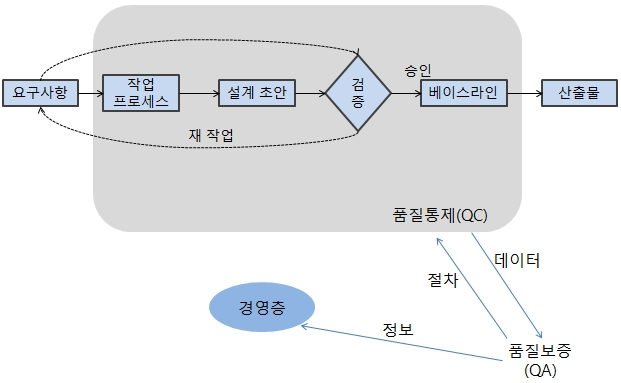 승인
요구사항
작업
프로세스
설계 초안
검
증
베이스라인
산출물
재 작업
품질통제(QC)
데이터
절차
경영층
정보
품질보증
(QA)